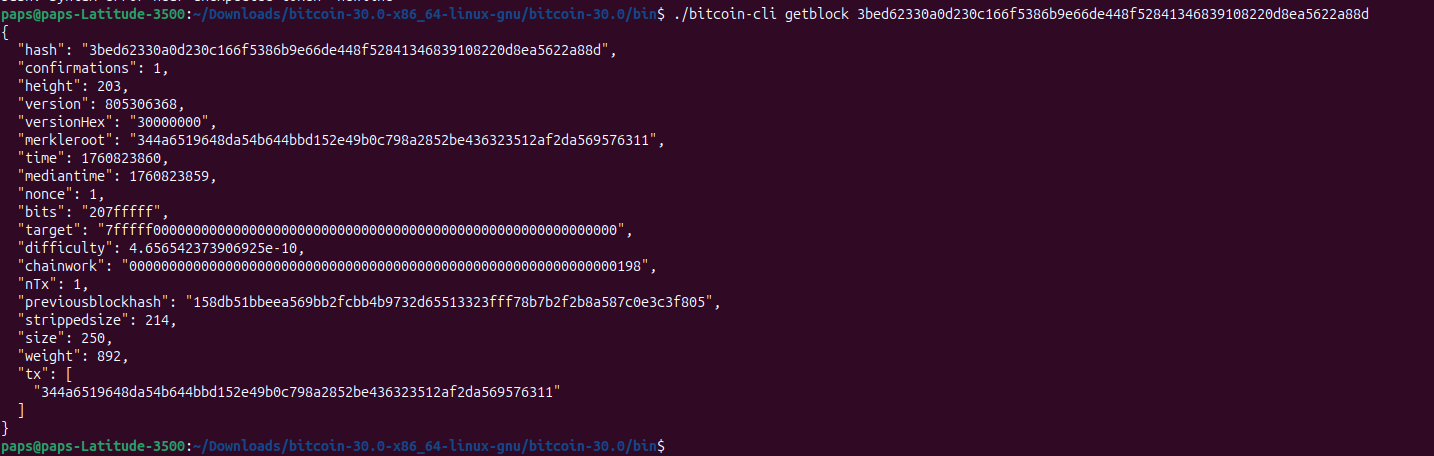 paps@paps-Latitude-3500:~/Downloads/bitcoin-30.0-x86_64-linux-gnu/bitcoin-30.0/bin$ ./bitcoin-cli getblock 3bed62330a0d230c166f5386b9e66de448f52841346839108220d8ea5622a88d
{
  "hash": "3bed62330a0d230c166f5386b9e66de448f52841346839108220d8ea5622a88d",
  "confirmations": 1,
  "height": 203,
  "version": 805306368,
  "versionHex": "30000000",
  "merkleroot": "344a6519648da54b644bbd152e49b0c798a2852be436323512af2da569576311",
  "time": 1760823860,
  "mediantime": 1760823859,
  "nonce": 1,
  "bits": "207fffff",
  "target": "7fffff0000000000000000000000000000000000000000000000000000000000",
  "difficulty": 4.656542373906925e-10,
  "chainwork": "0000000000000000000000000000000000000000000000000000000000000198",
  "nTx": 1,
  "previousblockhash": "158db51bbeea569bb2fcbb4b9732d65513323fff78b7b2f2b8a587c0e3c3f805",
  "strippedsize": 214,
  "size": 250,
  "weight": 892,
  "tx": [
    "344a6519648da54b644bbd152e49b0c798a2852be436323512af2da569576311"
  ]
}
paps@paps-Latitude-3500:~/Downloads/bitcoin-30.0-x86_64-linux-gnu/bitcoin-30.0/bin$